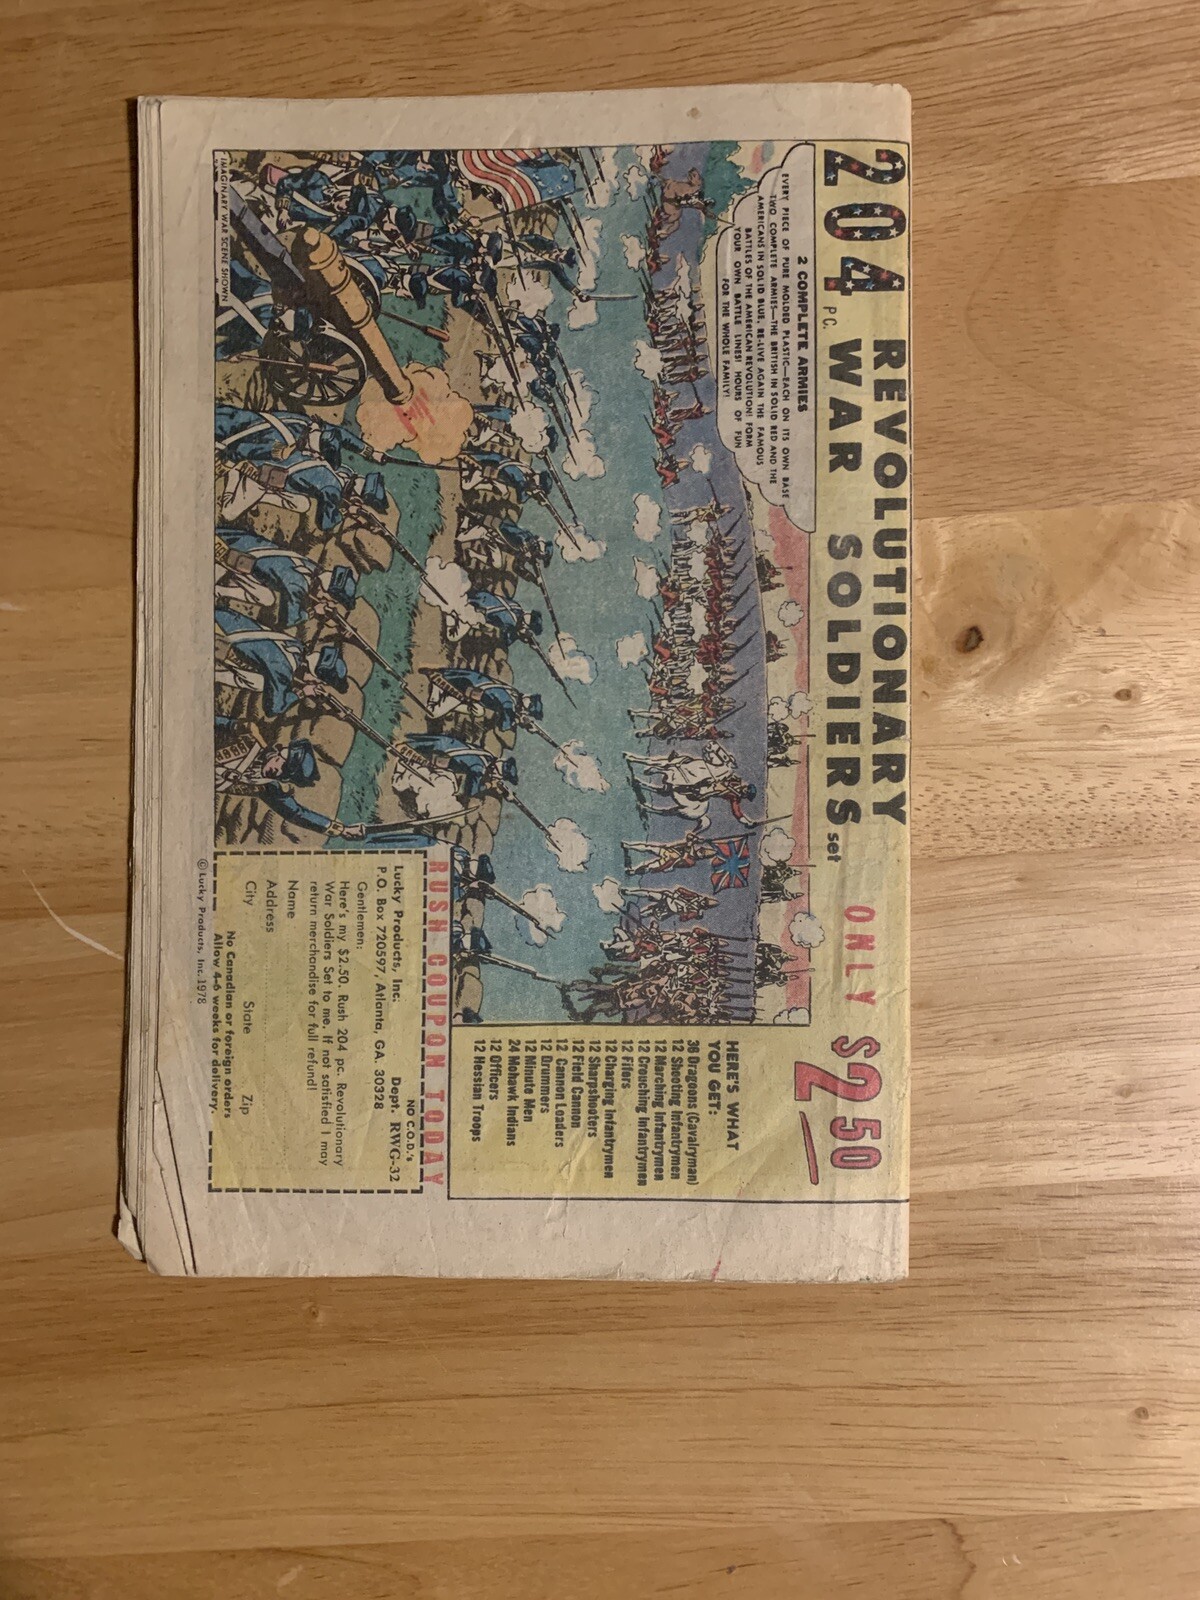 204 PC. REVOLUTIONARY
WAR SOLDIERS set
ONLY $2 50
2 COMPLETE ARMIES
EVERY PIECE OF PURE MOLDED PLASTIC—EACH ON ITS OWN BASE
TWO COMPLETE ARMIES—THE BRITISH IN SOLID RED AND THE
AMERICANS IN SOLID BLUE. RE-LIVE AGAIN THE FAMOUS
BATTLES OF THE AMERICAN REVOLUTION! FORM
YOUR OWN BATTLE LINES! HOURS OF FUN
FOR THE WHOLE FAMILY!
HERE'S WHAT
YOU GET:
36 Dragoons (Cavalryman)
12 Shooting Infantrymen
12 Marching Infantrymen
12 Crouching Infantrymen
12 Fifers
12 Charging Infantrymen
12 Sharpshooters
12 Field Cannon
12 Cannon Loaders
12 Drummers
12 Minute Men
24 Mohawk Indians
12 Officers
12 Hessian Troops
IMAGINARY WAR SCENE SHOWN
RUSH COUPON TODAY
NO C.O.D.'s
Lucky Products, Inc. Dept. RWG-32
P.O. Box 720597, Atlanta, GA. 30328
Gentlemen:
Here's my $2.50. Rush 204 pc. Revolutionary
War Soldiers Set to me. If not satisfied I may
return merchandise for full refund!
Name
Address
City State Zip
No Canadian or foreign orders
Allow 4-6 weeks for delivery.
© Lucky Products, Inc. 1978